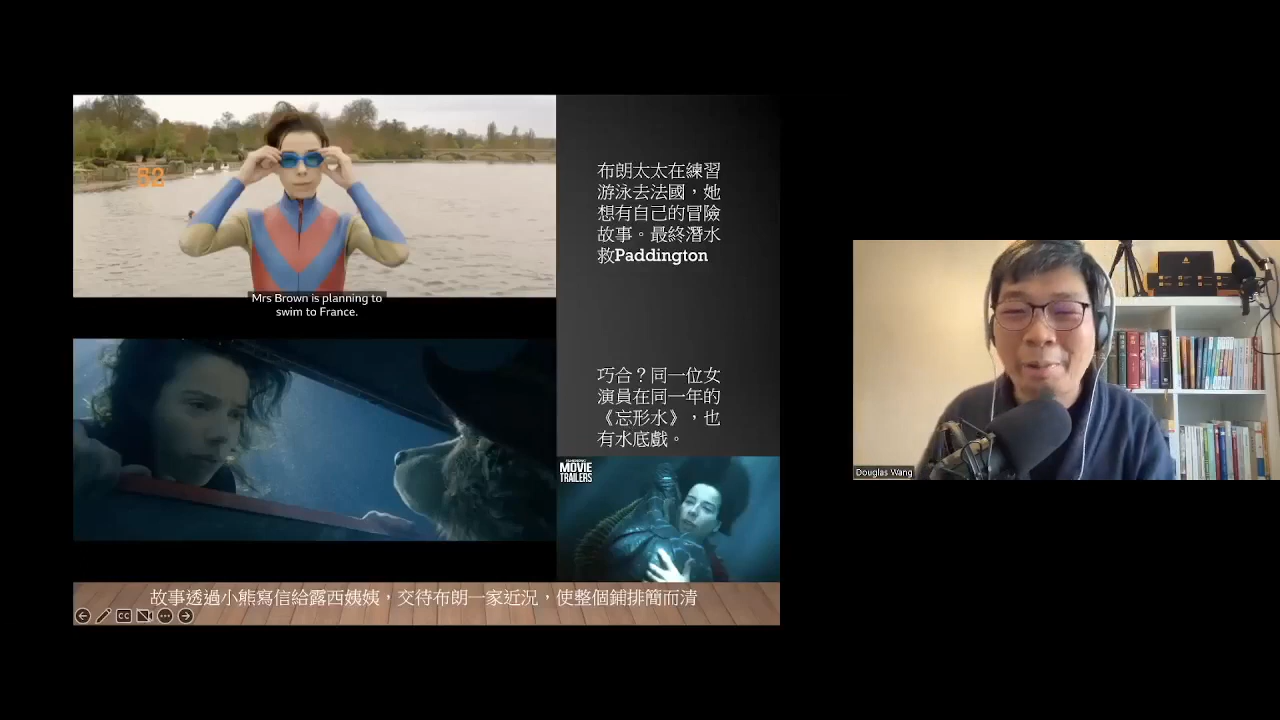 52
Mrs Brown is planning to
swim to France.
布朗太太在練習
游泳去法國，她
想有自己的冒險
故事。最終潛水
救Paddington
巧合？同一位女
演員在同一年的
《忘形水》，也
有水底戲。
MOVIE
TRAILERS
故事透過小熊寫信給露西姨姨，交待布朗一家近況，使整個鋪排簡而清
CC
Douglas Wang